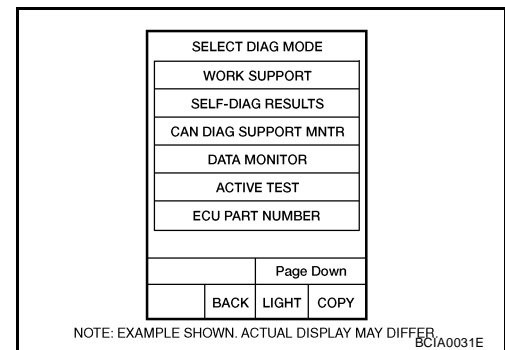 SELECT DIAG MODE
WORK SUPPORT
SELF-DIAG RESULTS
CAN DIAG SUPPORT MNTR
DATA MONITOR
ACTIVE TEST
ECU PART NUMBER
Page Down
BACK LIGHT COPY
NOTE: EXAMPLE SHOWN. ACTUAL DISPLAY MAY DIFFER.
BCIA0031E